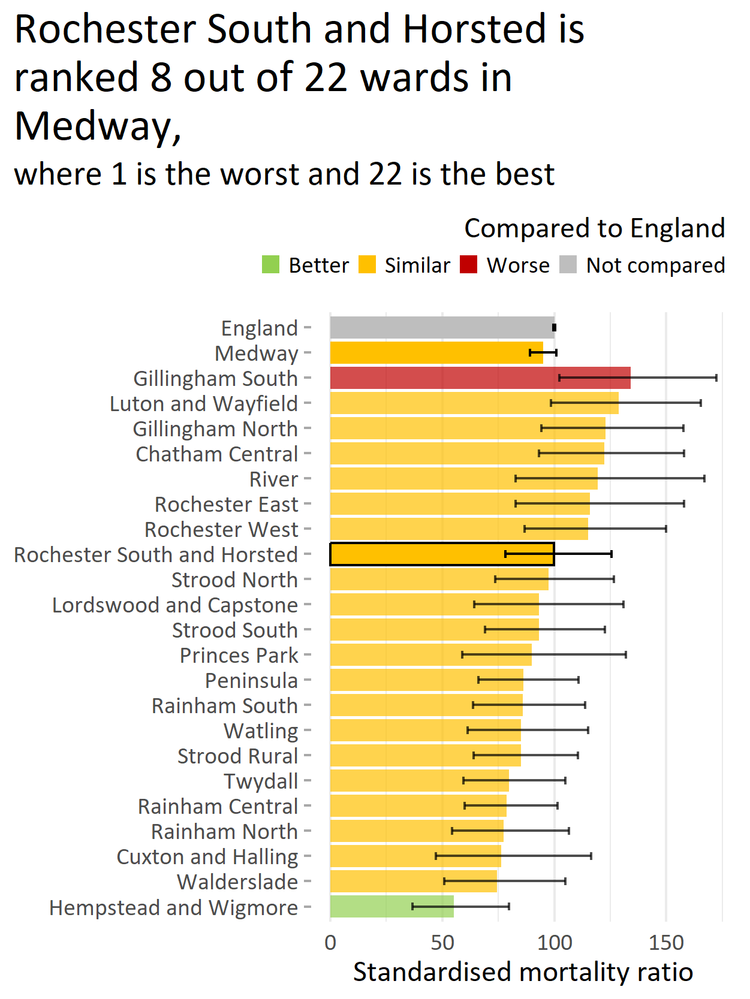 Rochester South and Horsted is
ranked 8 out of 22 wards in
Medway,
where 1 is the worst and 22 is the best
Compared to England
Better Similar Worse Not compared
England
Medway
Gillingham South
Luton and Wayfield
Gillingham North
Chatham Central
River
Rochester East
Rochester West
Rochester South and Horsted
Strood North
Lordswood and Capstone
Strood South
Princes Park
Peninsula
Rainham South
Watling
Strood Rural
Twydall
Rainham Central
Rainham North
Cuxton and Halling
Walderslade
Hempstead and Wigmore
0 50 100 150
Standardised mortality ratio